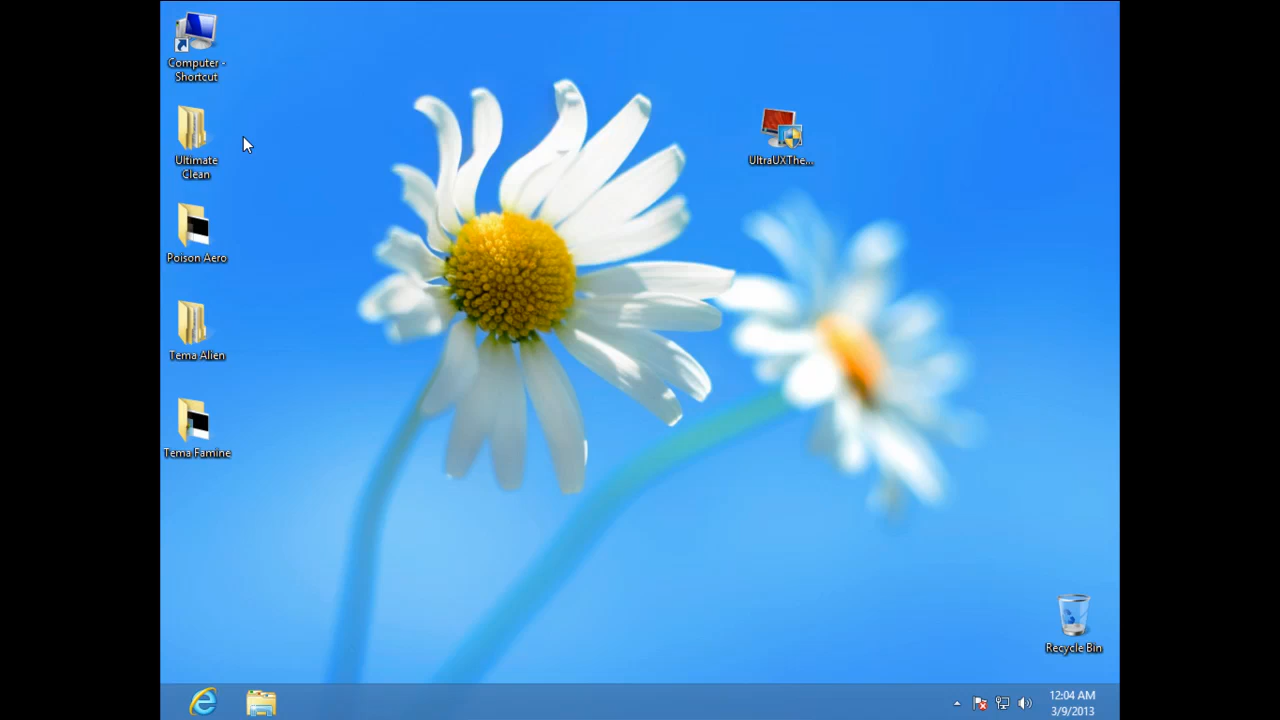 Computer -
Shortcut
Ultimate
Clean
UltraUXThe...
Poison Aero
Tema Alien
Tema Famine
Recycle Bin
12:04 AM
3/9/2013